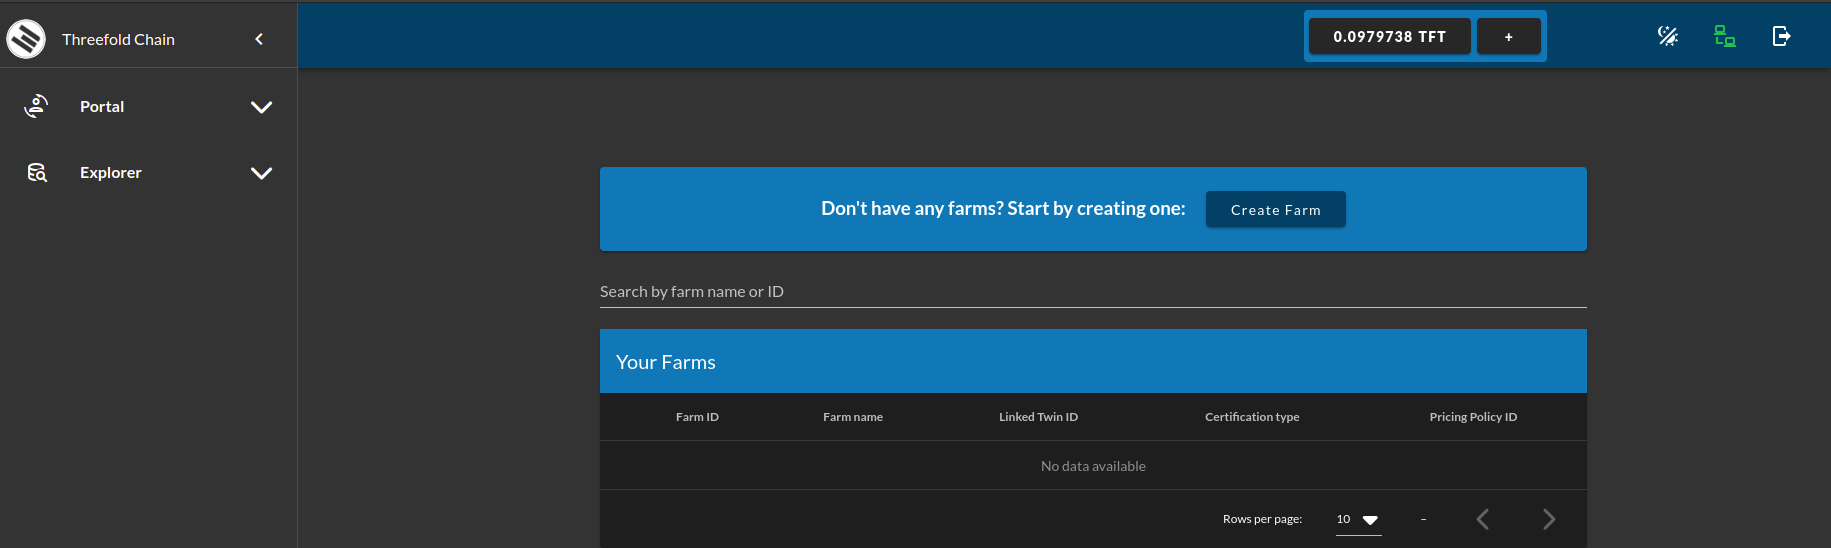 Threefold Chain
0.0979738 TFT
+
Portal
Explorer
Don't have any farms? Start by creating one:
Create Farm
Search by farm name or ID
Your Farms
Farm ID Farm name Linked Twin ID Certification type Pricing Policy ID
No data available
Rows per page: 10 –